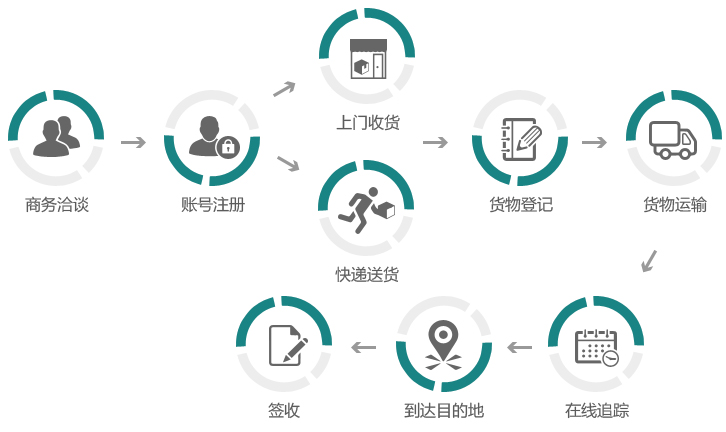 上门收货
商务洽谈
账号注册
货物登记
货物运输
快递送货
签收
到达目的地
在线追踪